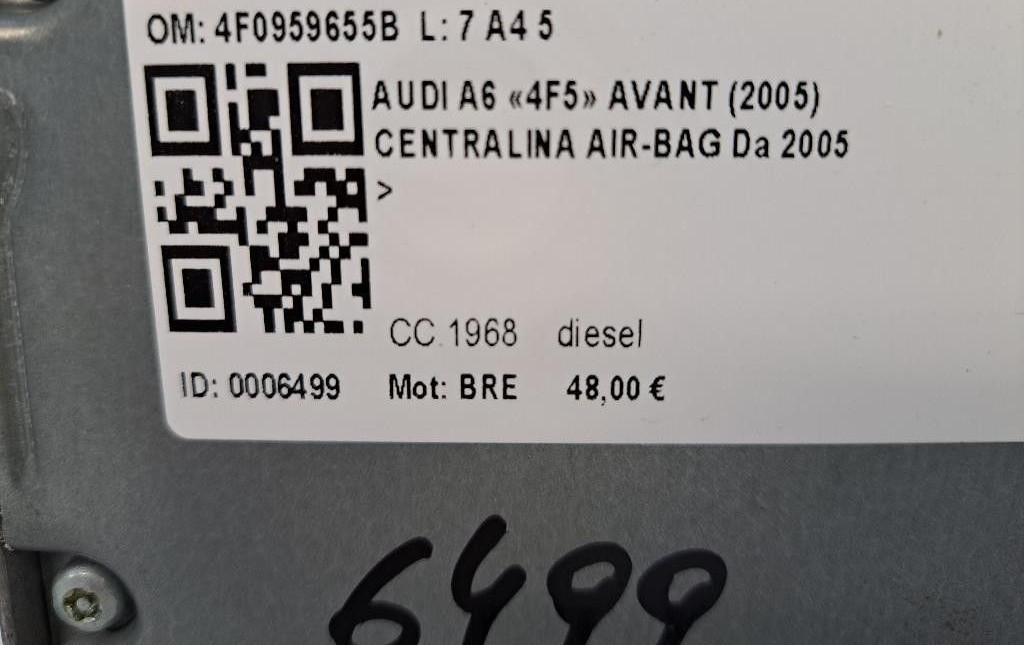 OM: 4F0959655B L: 7 A4 5
AUDI A6 «4F5» AVANT (2005)
CENTRALINA AIR-BAG Da 2005
>
CC. 1968 diesel
ID: 0006499 Mot: BRE 48,00 €
6499